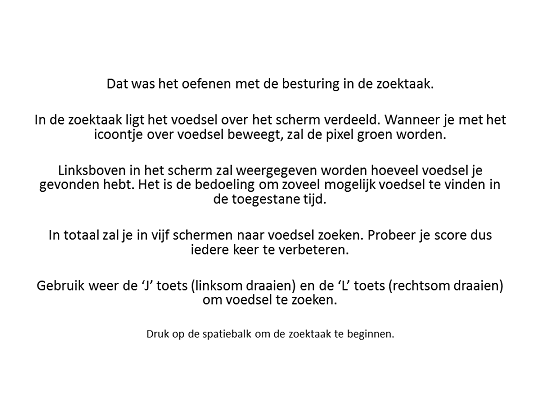 Dat was het oefenen met de besturing in de zoektaak.
In de zoektaak ligt het voedsel over het scherm verdeeld. Wanneer je met het
icoontje over voedsel beweegt, zal de pixel groen worden.
Linksboven in het scherm zal weergegeven worden hoeveel voedsel je
gevonden hebt. Het is de bedoeling om zoveel mogelijk voedsel te vinden in
de toegestane tijd.
In totaal zal je in vijf schermen naar voedsel zoeken. Probeer je score dus
iedere keer te verbeteren.
Gebruik weer de ‘J’ toets (linksom draaien) en de ‘L’ toets (rechtsom draaien)
om voedsel te zoeken.
Druk op de spatiebalk om de zoektaak te beginnen.